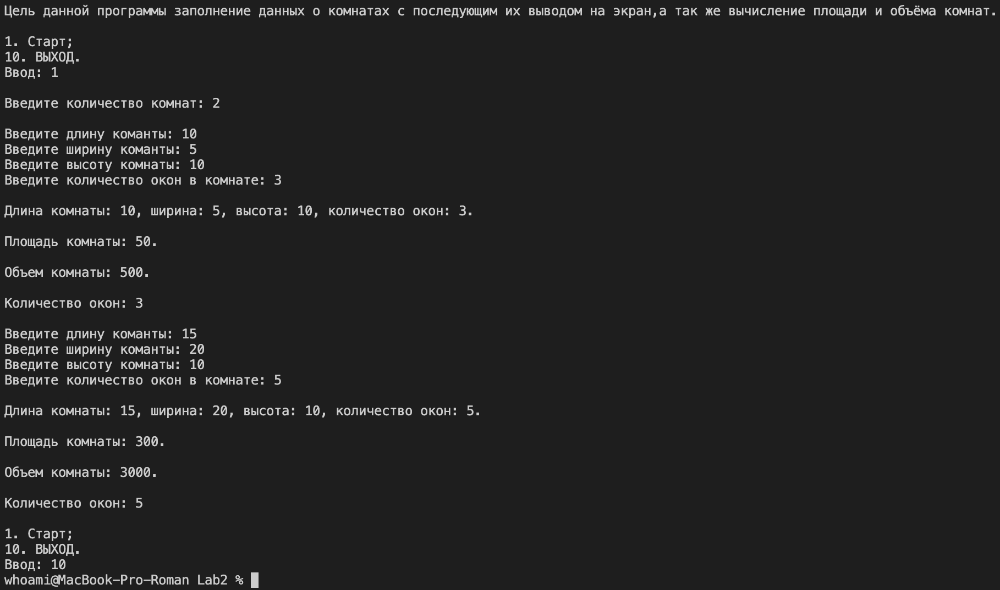 Цель данной программы заполнение данных о комнатах с последующим их выводом на экран,а так же вычисление площади и объёма комнат.
1. Старт;
10. ВЫХОД.
Ввод: 1
Введите количество комнат: 2
Введите длину команты: 10
Введите ширину команты: 5
Введите высоту комнаты: 10
Введите количество окон в комнате: 3
Длина комнаты: 10, ширина: 5, высота: 10, количество окон: 3.
Площадь комнаты: 50.
Объем комнаты: 500.
Количество окон: 3
Введите длину команты: 15
Введите ширину команты: 20
Введите высоту комнаты: 10
Введите количество окон в комнате: 5
Длина комнаты: 15, ширина: 20, высота: 10, количество окон: 5.
Площадь комнаты: 300.
Объем комнаты: 3000.
Количество окон: 5
1. Старт;
10. ВЫХОД.
Ввод: 10
whoami@MacBook-Pro-Roman Lab2 %